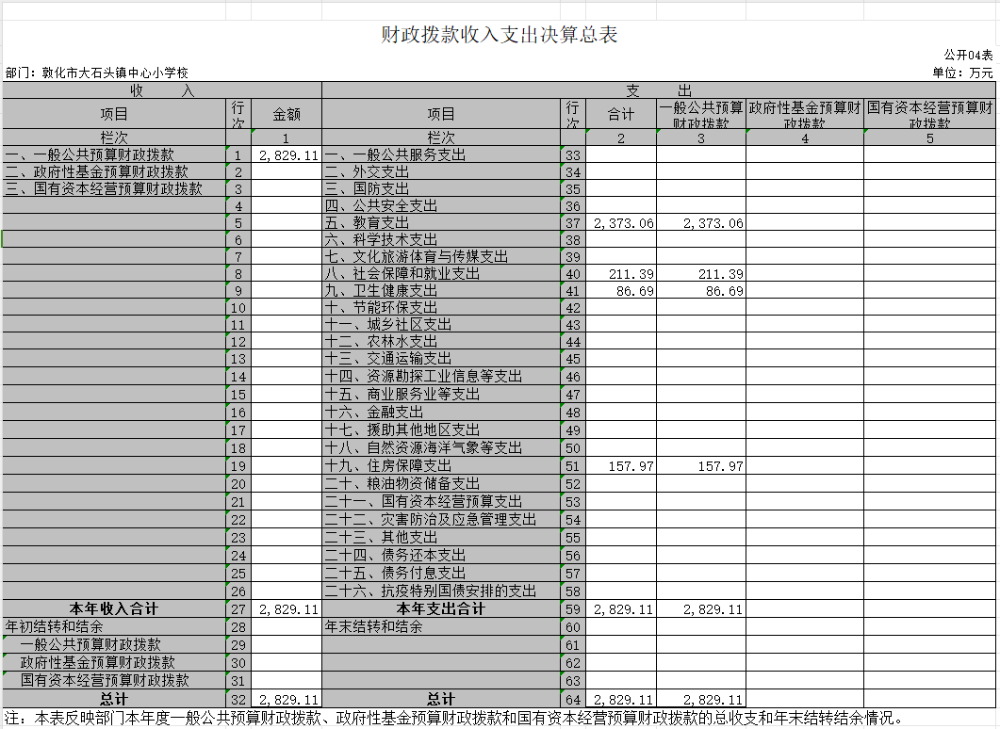 财政拨款收入支出决算总表
公开04表
部门：敦化市大石头镇中心小学校 单位：万元
收 入 支 出
项目 行次 金额 项目 行次 合计 一般公共预算财政拨款 政府性基金预算财政拨款 国有资本经营预算财政拨款
栏次 1 栏次 2 3 4 5
一、一般公共预算财政拨款 1 2,829.11 一、一般公共服务支出 33
二、政府性基金预算财政拨款 2 二、外交支出 34
三、国有资本经营预算财政拨款 3 三、国防支出 35
4 四、公共安全支出 36
5 五、教育支出 37 2,373.06 2,373.06
6 六、科学技术支出 38
7 七、文化旅游体育与传媒支出 39
8 八、社会保障和就业支出 40 211.39 211.39
9 九、卫生健康支出 41 86.69 86.69
10 十、节能环保支出 42
11 十一、城乡社区支出 43
12 十二、农林水支出 44
13 十三、交通运输支出 45
14 十四、资源勘探工业信息等支出 46
15 十五、商业服务业等支出 47
16 十六、金融支出 48
17 十七、援助其他地区支出 49
18 十八、自然资源海洋气象等支出 50
19 十九、住房保障支出 51 157.97 157.97
20 二十、粮油物资储备支出 52
21 二十一、国有资本经营预算支出 53
22 二十二、灾害防治及应急管理支出 54
23 二十三、其他支出 55
24 二十四、债务还本支出 56
25 二十五、债务付息支出 57
26 二十六、抗疫特别国债安排的支出 58
本年收入合计 27 2,829.11 本年支出合计 59 2,829.11 2,829.11
年初结转和结余 28 年末结转和结余 60
一般公共预算财政拨款 29 61
政府性基金预算财政拨款 30 62
国有资本经营预算财政拨款 31 63
总计 32 2,829.11 总计 64 2,829.11 2,829.11
注：本表反映部门本年度一般公共预算财政拨款、政府性基金预算财政拨款和国有资本经营预算财政拨款的总收支和年末结转结余情况。